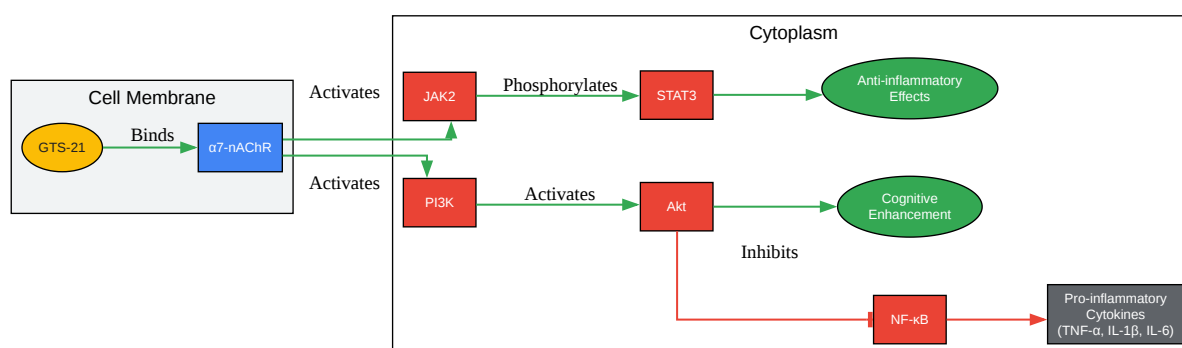 Cytoplasm
Cell Membrane
GTS-21
Binds
α7-nAChR
Activates
Activates
JAK2
Phosphorylates
STAT3
Anti-inflammatory
Effects
PI3K
Activates
Akt
Cognitive
Enhancement
Inhibits
NF-κB
Pro-inflammatory
Cytokines
(TNF-α, IL-1β, IL-6)